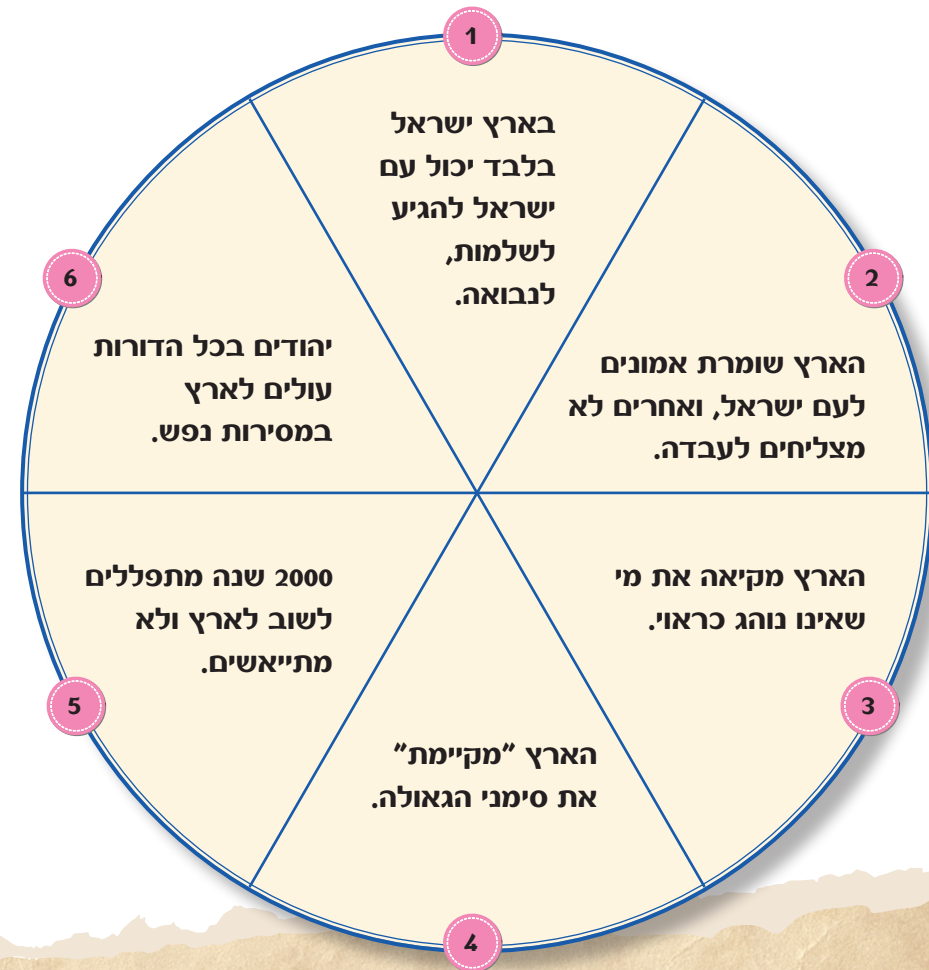 1
בארץ ישראל
בלבד יכול עם
ישראל להגיע
לשלמות,
לנבואה.
2
הארץ שומרת אמונים
לעם ישראל, ואחרים לא
מצליחים לעבדה.
3
הארץ מקיאה את מי
שאינו נוהג כראוי.
4
הארץ "מקיימת"
את סימני הגאולה.
5
2000 שנה מתפללים
לשוב לארץ ולא
מתייאשים.
6
יהודים בכל הדורות
עולים לארץ
במסירות נפש.